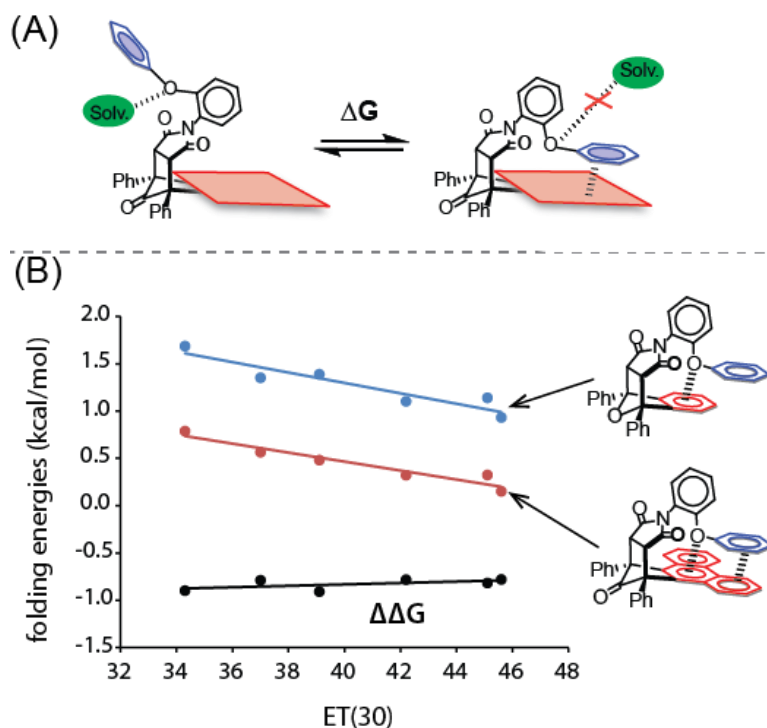 (A)
Solv.
O
N
O
O
Ph
O
Ph
ΔG
Solv.
O
N
O
O
Ph
O
Ph
(B)
folding energies (kcal/mol)
2.0
1.5
1.0
0.5
0.0
-0.5
-1.0
-1.5
32 34 36 38 40 42 44 46 48
ET(30)
ΔΔG
O
N
O
O
Ph
O
Ph
O
N
O
O
Ph
O
Ph